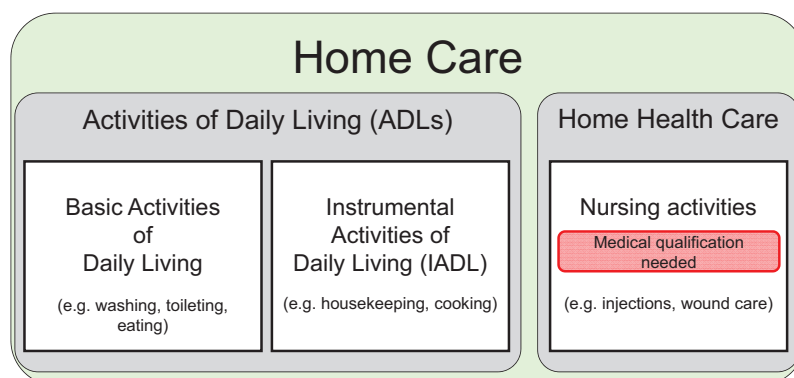 Home Care
Activities of Daily Living (ADLs)
Basic Activities
of
Daily Living
(e.g. washing, toileting,
eating)
Instrumental
Activities of
Daily Living (IADL)
(e.g. housekeeping, cooking)
Home Health Care
Nursing activities
Medical qualification
needed
(e.g. injections, wound care)